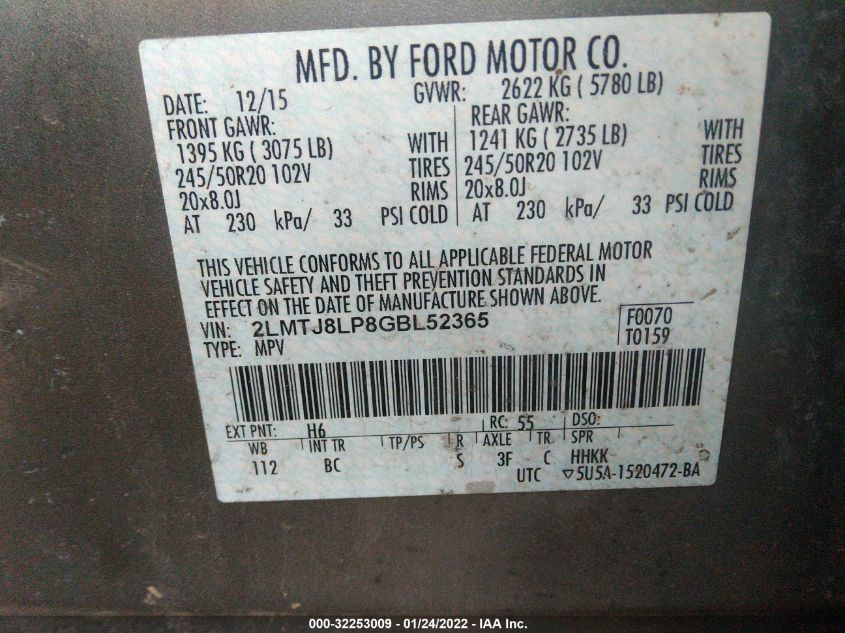 MFD. BY FORD MOTOR CO.
DATE: 12/15 GVWR: 2622 KG ( 5780 LB)
FRONT GAWR: REAR GAWR:
1395 KG ( 3075 LB) WITH 1241 KG ( 2735 LB) WITH
245/50R20 102V TIRES 245/50R20 102V TIRES
20x8.0J RIMS 20x8.0J RIMS
AT 230 kPa/ 33 PSI COLD AT 230 kPa/ 33 PSI COLD
THIS VEHICLE CONFORMS TO ALL APPLICABLE FEDERAL MOTOR
VEHICLE SAFETY AND THEFT PREVENTION STANDARDS IN
EFFECT ON THE DATE OF MANUFACTURE SHOWN ABOVE.
VIN: 2LMTJ8LP8GBL52365 F0070
TYPE: MPV T0159
EXT PNT: H6 RC: 55 DSO:
WB INT TR TP/PS R AXLE TR SPR
112 BC S 3F C HHKK
UTC ▽5U5A-1520472-BA
000-32253009 - 01/24/2022 - IAA Inc.